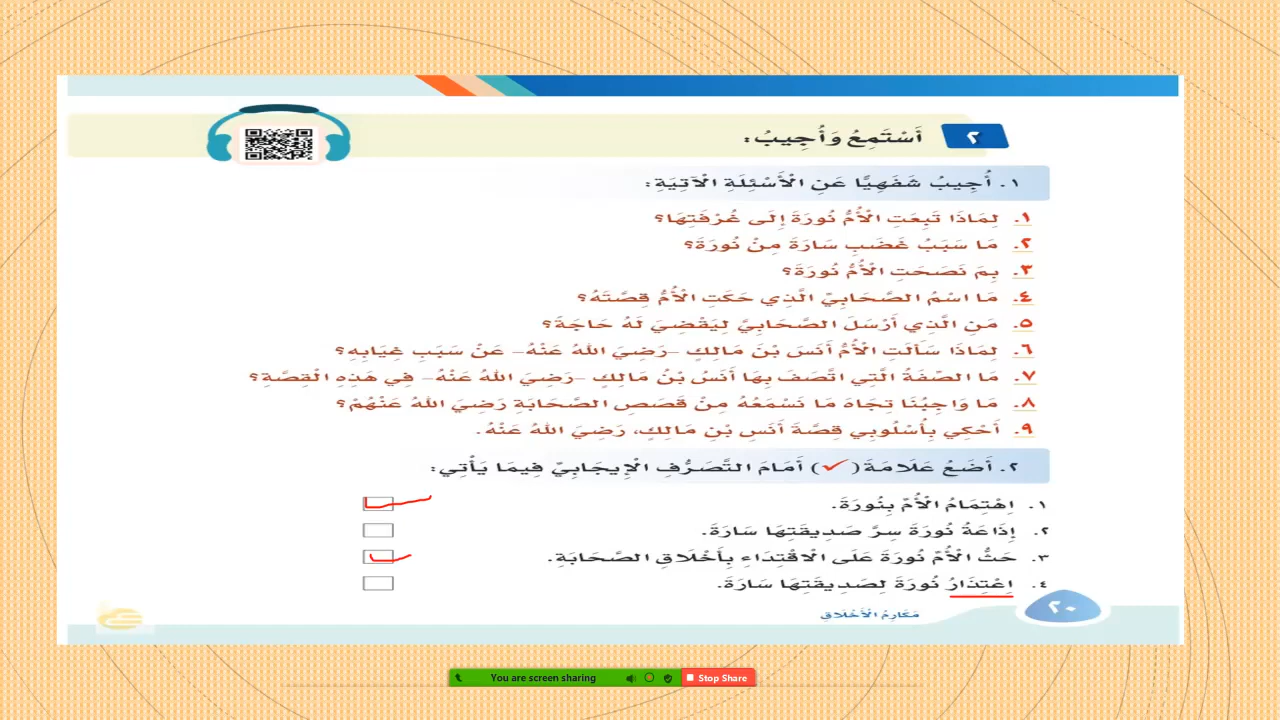 ٢ أَسْتَمِعُ وَأُجِيبُ:
١. أُجِيبُ شَفَهِيًّا عَنِ الْأَسْئِلَةِ الْآتِيَةِ:
١. لِمَاذَا تَبِعَتِ الْأُمُّ نُورَةَ إِلَى غُرْفَتِهَا؟
٢. مَا سَبَبُ غَضَبِ سَارَةَ مِنْ نُورَةَ؟
٣. بِمَ نَصَحَتِ الْأُمُّ نُورَةَ؟
٤. مَا اسْمُ الصَّحَابِيِّ الَّذِي حَكَتِ الْأُمُّ قِصَّتَهُ؟
٥. مَنِ الَّذِي أَرْسَلَ الصَّحَابِيَّ لِيَقْضِيَ لَهُ حَاجَةً؟
٦. لِمَاذَا سَأَلَتِ الْأُمُّ أَنَسَ بْنَ مَالِكٍ -رَضِيَ اللهُ عَنْهُ- عَنْ سَبَبِ غِيَابِهِ؟
٧. مَا الصِّفَةُ الَّتِي اتَّصَفَ بِهَا أَنَسُ بْنُ مَالِكٍ -رَضِيَ اللهُ عَنْهُ- فِي هَذِهِ الْقِصَّةِ؟
٨. مَا وَاجِبُنَا تِجَاهَ مَا نَسْمَعُهُ مِنْ قَصَصِ الصَّحَابَةِ رَضِيَ اللهُ عَنْهُمْ؟
٩. أَحْكِي بِأُسْلُوبِي قِصَّةَ أَنَسِ بْنِ مَالِكٍ، رَضِيَ اللهُ عَنْهُ.
٢. أَضَعُ عَلَامَةَ (✓) أَمَامَ التَّصَرُّفِ الْإِيجَابِيِّ فِيمَا يَأْتِي:
١. اِهْتِمَامُ الْأُمِّ بِنُورَةَ.
٢. إِذَاعَةُ نُورَةَ سِرَّ صَدِيقَتِهَا سَارَةَ.
٣. حَثُّ الْأُمِّ نُورَةَ عَلَى الِاقْتِدَاءِ بِأَخْلَاقِ الصَّحَابَةِ.
٤. اِعْتِذَارُ نُورَةَ لِصَدِيقَتِهَا سَارَةَ.
٢٠
مَكَارِمُ الْأَخْلَاقِ
You are screen sharing Stop Share